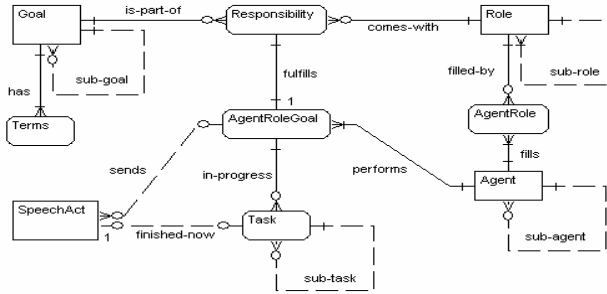 Goal
is-part-of
Responsibility
comes-with
Role
sub-goal
has
fulfills
filled-by
sub-role
Terms
1
AgentRoleGoal
AgentRole
sends
in-progress
performs
fills
Agent
SpeechAct
1
finished-now
Task
sub-agent
sub-task